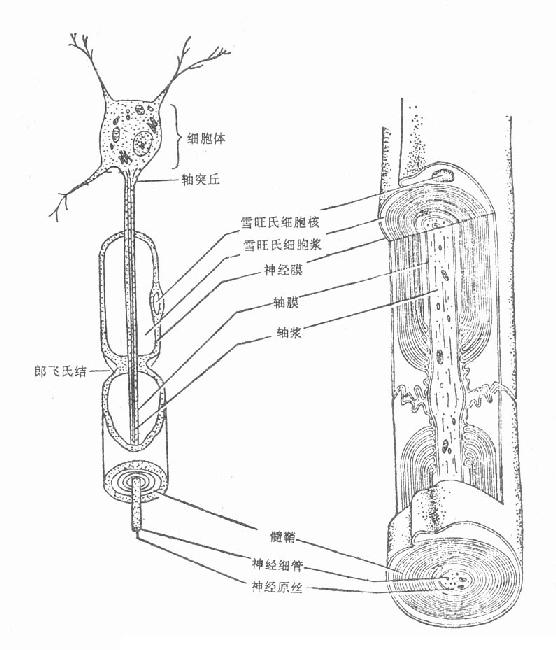 细胞体
轴突丘
雪旺氏细胞核
雪旺氏细胞浆
神经膜
轴膜
轴浆
郎飞氏结
髓鞘
神经细管
神经原丝